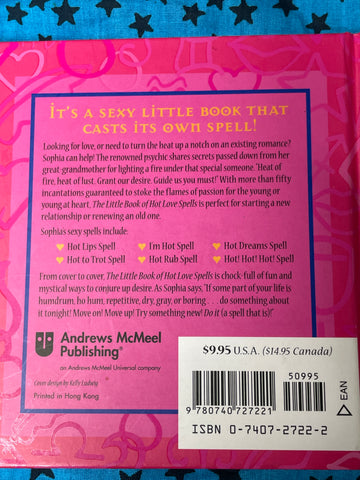 IT'S A SEXY LITTLE BOOK THAT
CASTS ITS OWN SPELL!
Looking for love, or need to turn the heat up a notch on an existing romance?
Sophia can help! The renowned psychic shares secrets passed down from her
great-grandmother for lighting a fire under that special someone. "Heat of
fire, heat of lust. Grant our desire. Guide us you must!" With more than fifty
incantations guaranteed to stoke the flames of passion for the young or
young at heart, The Little Book of Hot Love Spells is perfect for starting a new
relationship or renewing an old one.
Sophia's sexy spells include:
Hot Lips Spell I'm Hot Spell Hot Dreams Spell
Hot to Trot Spell Hot Rub Spell Hot! Hot! Hot! Spell
From cover to cover, The Little Book of Hot Love Spells is chock-full of fun and
mystical ways to conjure up desire. As Sophia says, "If some part of your life is
humdrum, ho hum, repetitive, dry, gray, or boring . . . do something about
it tonight! Move on! Move up! Try something new! Do it (a spell that is)!"
Andrews McMeel
Publishing®
an Andrews McMeel Universal company
Cover design by Kelly Ludwig
Printed in Hong Kong
$9.95 U.S.A. ($14.95 Canada)
50995
EAN
9 780740 727221
ISBN 0-7407-2722-2